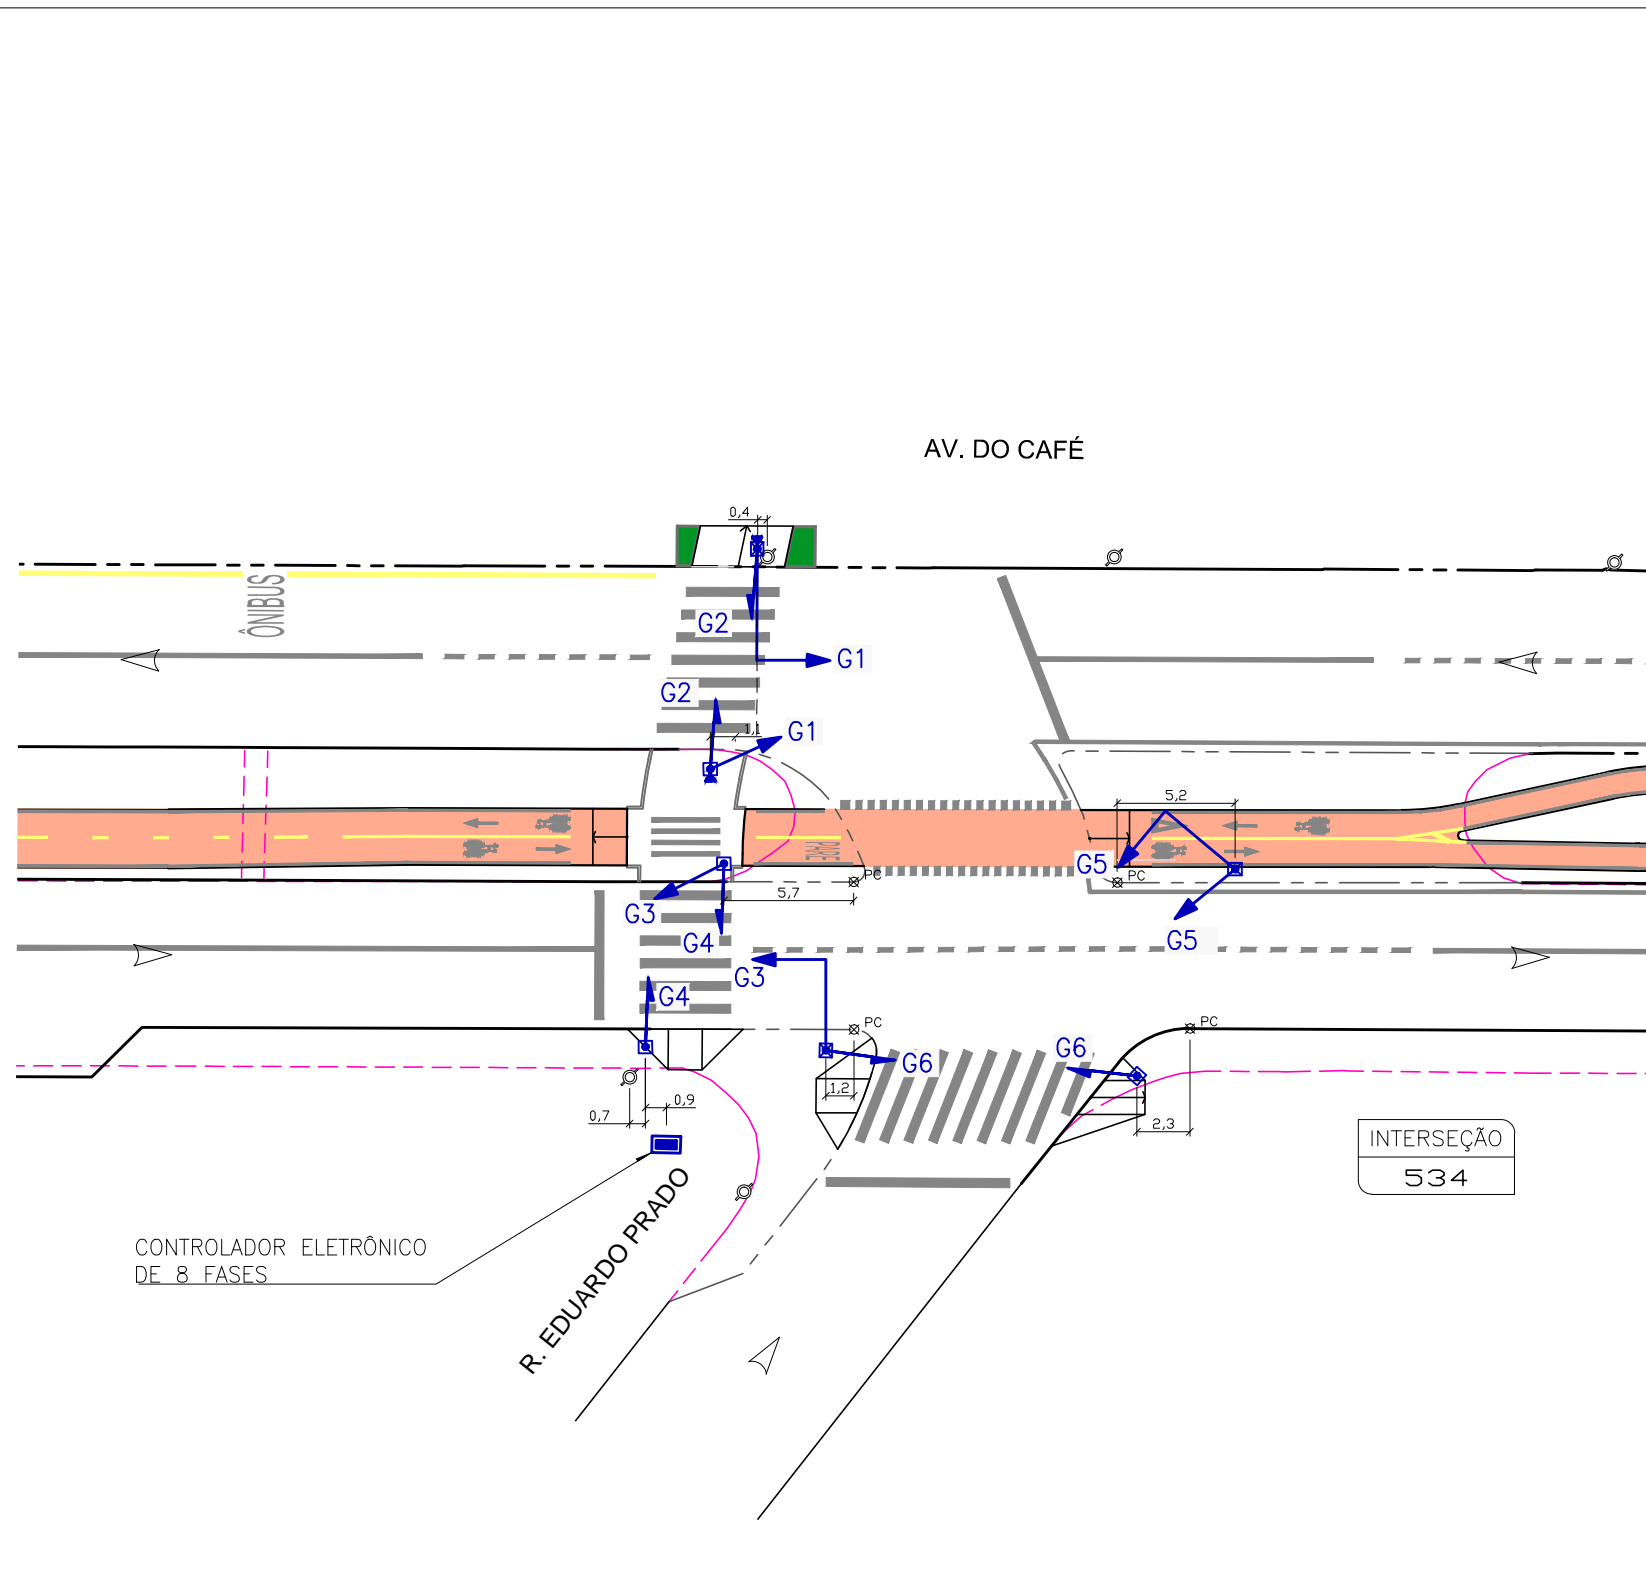 AV. DO CAFÉ
0,4
ÔNIBUS
G2
G1
G2
1,1
G1
5,2
PARE
G5
PC
PC
5,7
G3
G4
G5
G3
G4
PC
PC
G6
G6
1,2
0,9
0,7
2,3
INTERSEÇÃO
534
R. EDUARDO PRADO
CONTROLADOR ELETRÔNICO
DE 8 FASES